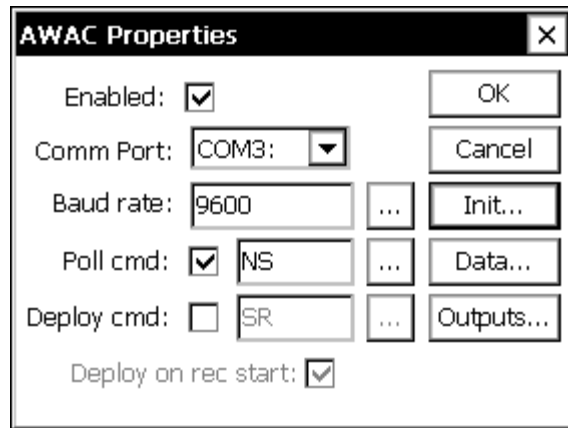 AWAC Properties
Enabled:
OK
Comm Port: COM3:
Cancel
Baud rate: 9600 ... Init...
Poll cmd: NS ... Data...
Deploy cmd: SR ... Outputs...
Deploy on rec start: